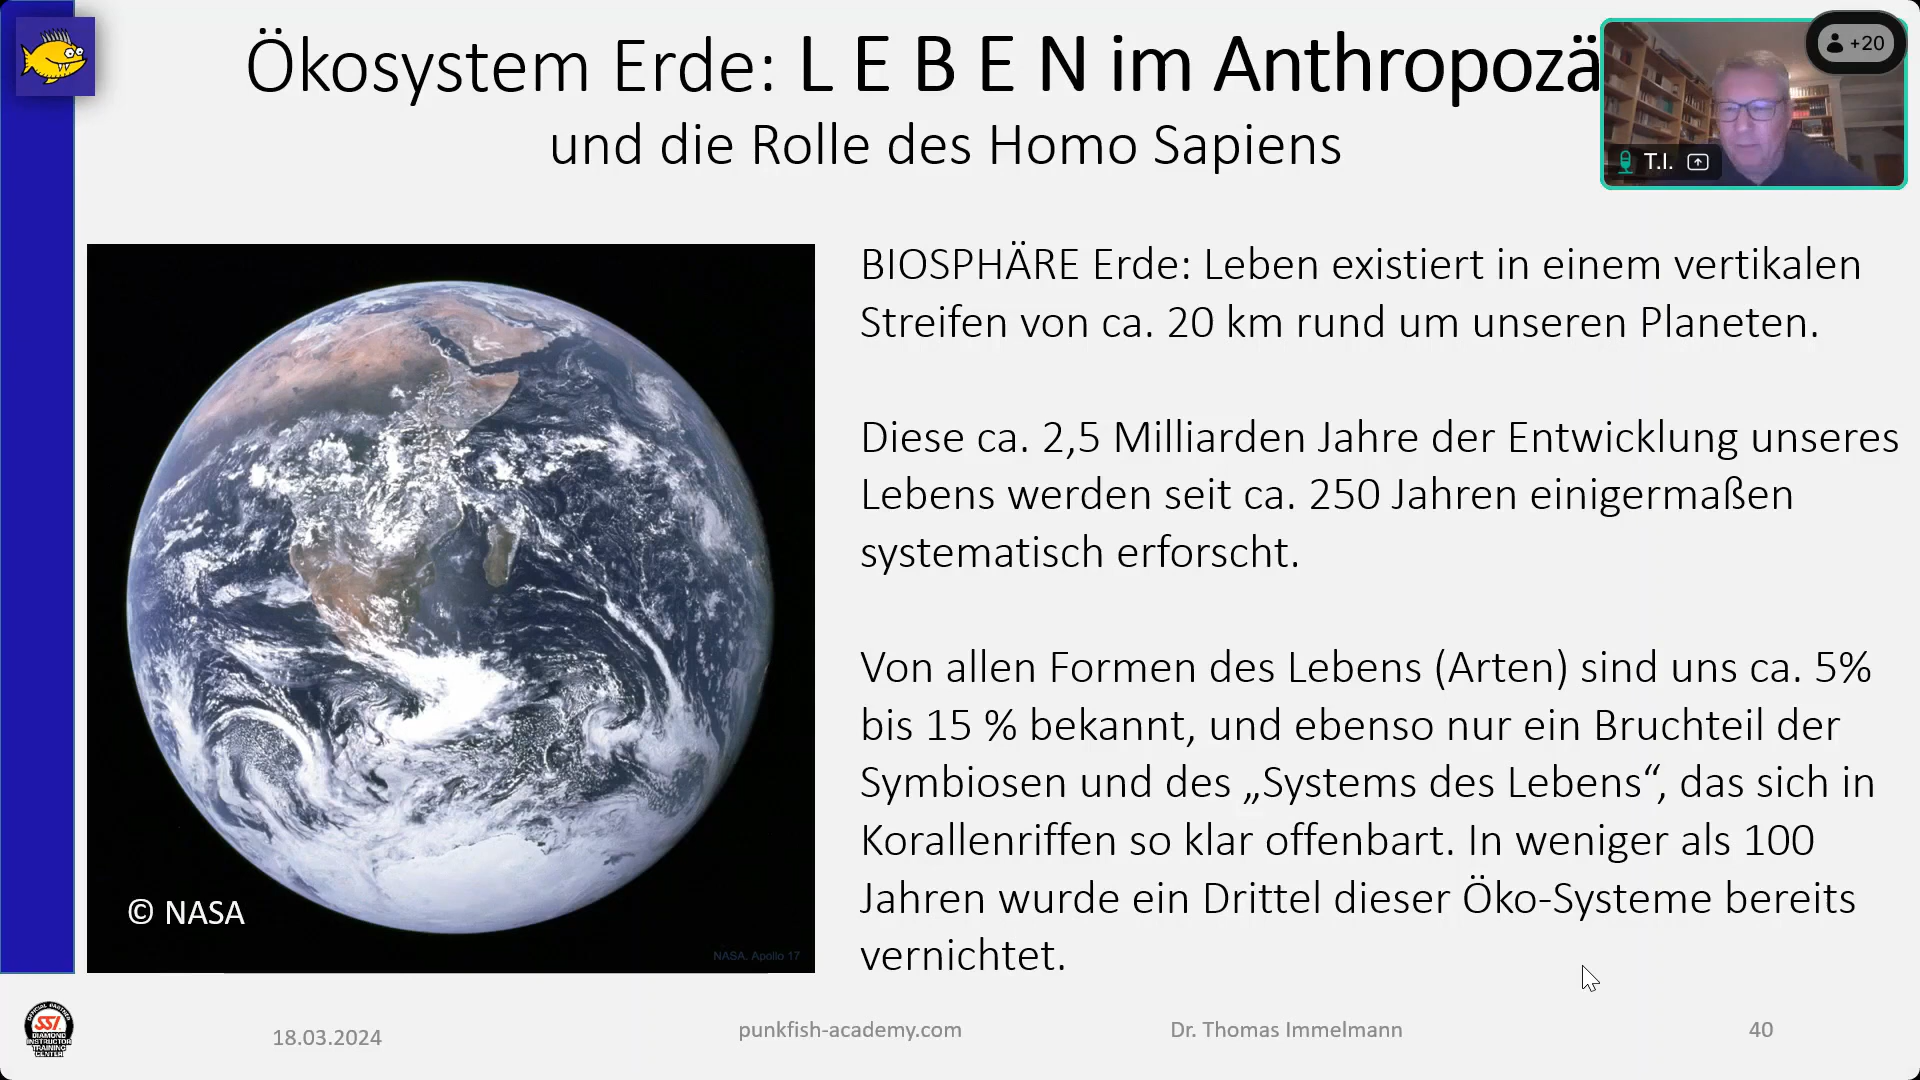 Ökosystem Erde: L E B E N im Anthropozä
und die Rolle des Homo Sapiens
+20
T.I.
BIOSPHÄRE Erde: Leben existiert in einem vertikalen
Streifen von ca. 20 km rund um unseren Planeten.
Diese ca. 2,5 Milliarden Jahre der Entwicklung unseres
Lebens werden seit ca. 250 Jahren einigermaßen
systematisch erforscht.
Von allen Formen des Lebens (Arten) sind uns ca. 5%
bis 15 % bekannt, und ebenso nur ein Bruchteil der
Symbiosen und des „Systems des Lebens“, das sich in
Korallenriffen so klar offenbart. In weniger als 100
Jahren wurde ein Drittel dieser Öko-Systeme bereits
vernichtet.
© NASA
NASA. Apollo 17
SSI
DIAMOND
INSTRUCTOR
TRAINING
CENTER
18.03.2024
punkfish-academy.com
Dr. Thomas Immelmann
40